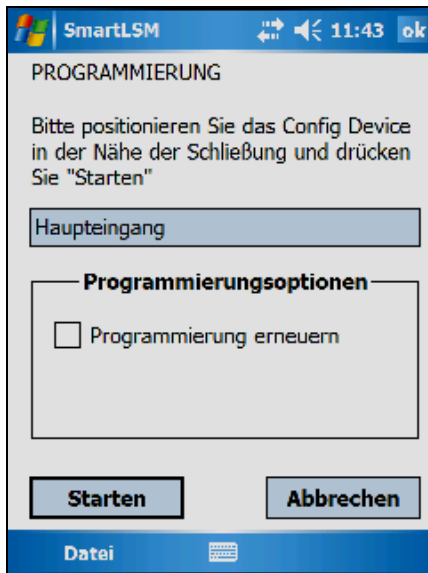 SmartLSM 11:43 ok
PROGRAMMIERUNG
Bitte positionieren Sie das Config Device
in der Nähe der Schließung und drücken
Sie "Starten"
Haupteingang
Programmierungsoptionen
Programmierung erneuern
Starten Abbrechen
Datei